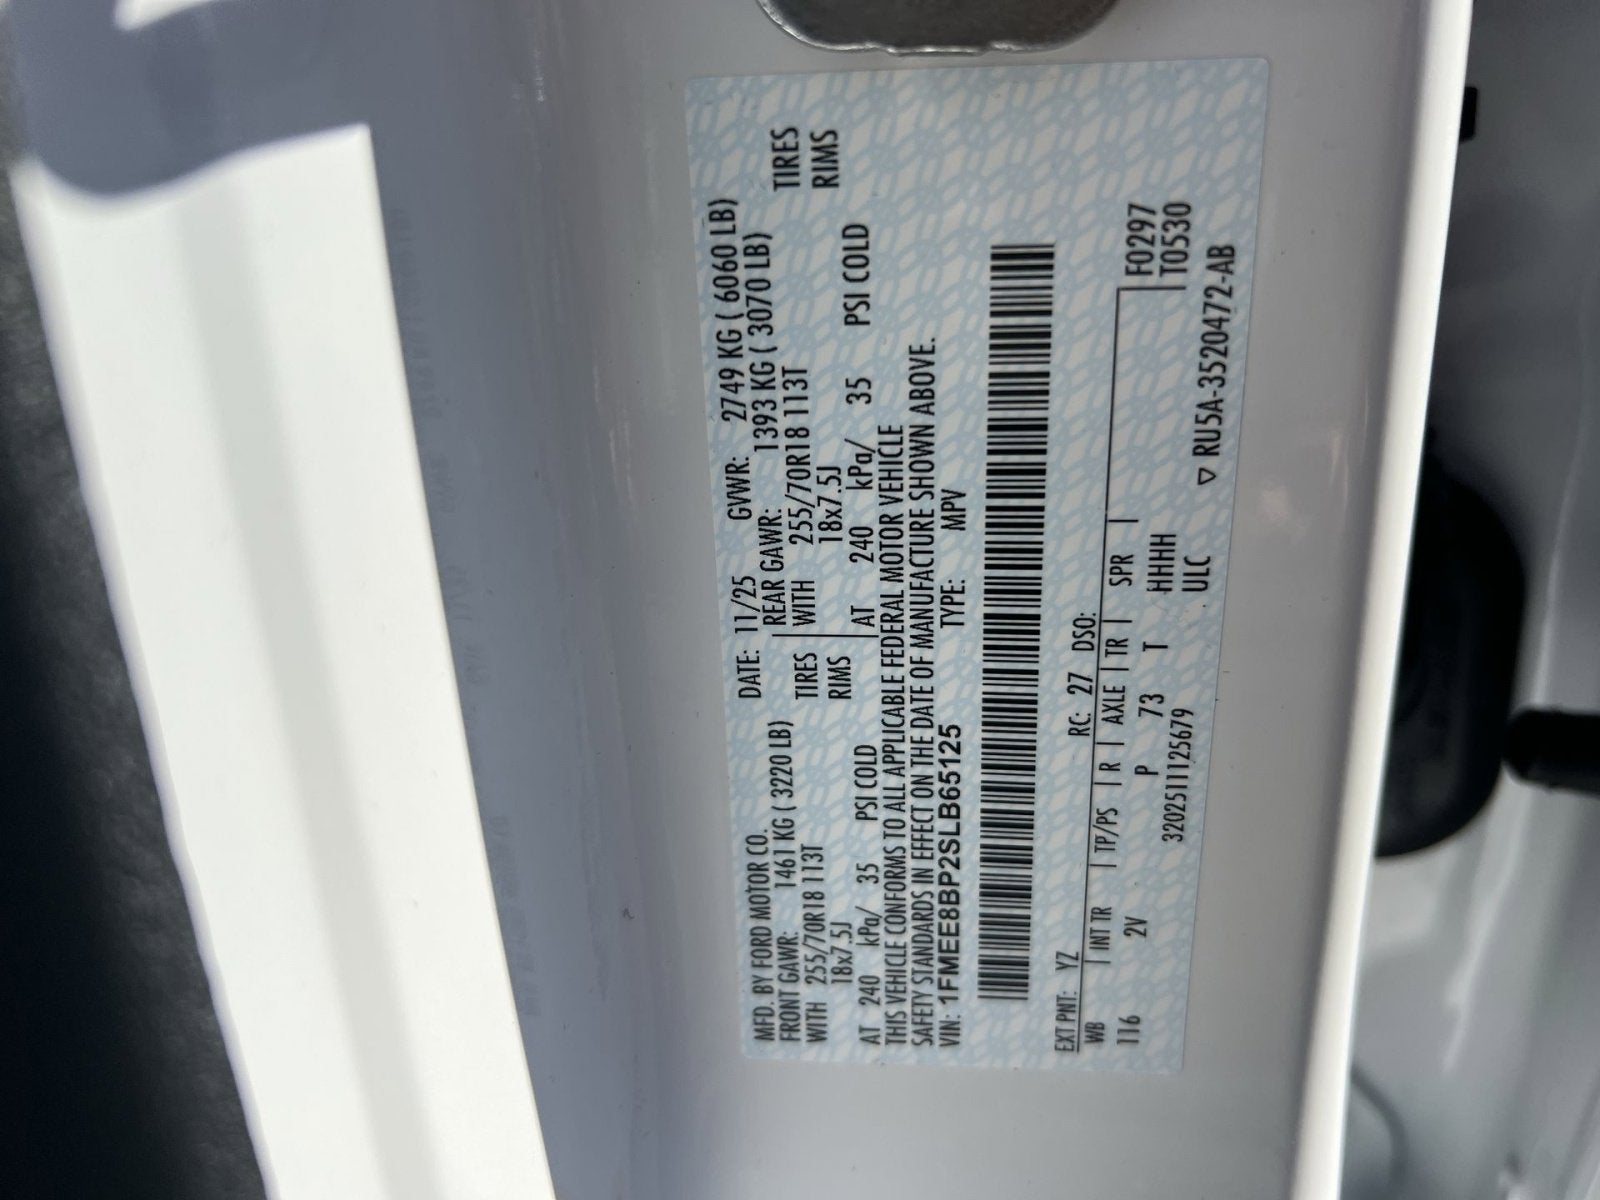 MFD. BY FORD MOTOR CO.
DATE: 11/25 GVWR: 2749 KG ( 6060 LB)
FRONT GAWR: 1461 KG ( 3220 LB) REAR GAWR: 1393 KG ( 3070 LB)
WITH 255/70R18 113T TIRES WITH 255/70R18 113T TIRES
18x7.5J RIMS 18x7.5J RIMS
AT 240 kPa/ 35 PSI COLD AT 240 kPa/ 35 PSI COLD
THIS VEHICLE CONFORMS TO ALL APPLICABLE FEDERAL MOTOR VEHICLE
SAFETY STANDARDS IN EFFECT ON THE DATE OF MANUFACTURE SHOWN ABOVE.
VIN: 1FMEE8BP2SLB65125 TYPE: MPV
EXT PNT: YZ RC: 27 DSO:
WB | INT TR | TP/PS | R | AXLE | TR | SPR | F0297
116 2V P 73 T HHHH T0530
3202511125679 ULC ▽ RU5A-3520472-AB